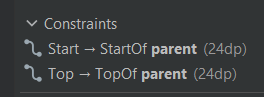 Constraints
Start → StartOf parent (24dp)
Top → TopOf parent (24dp)